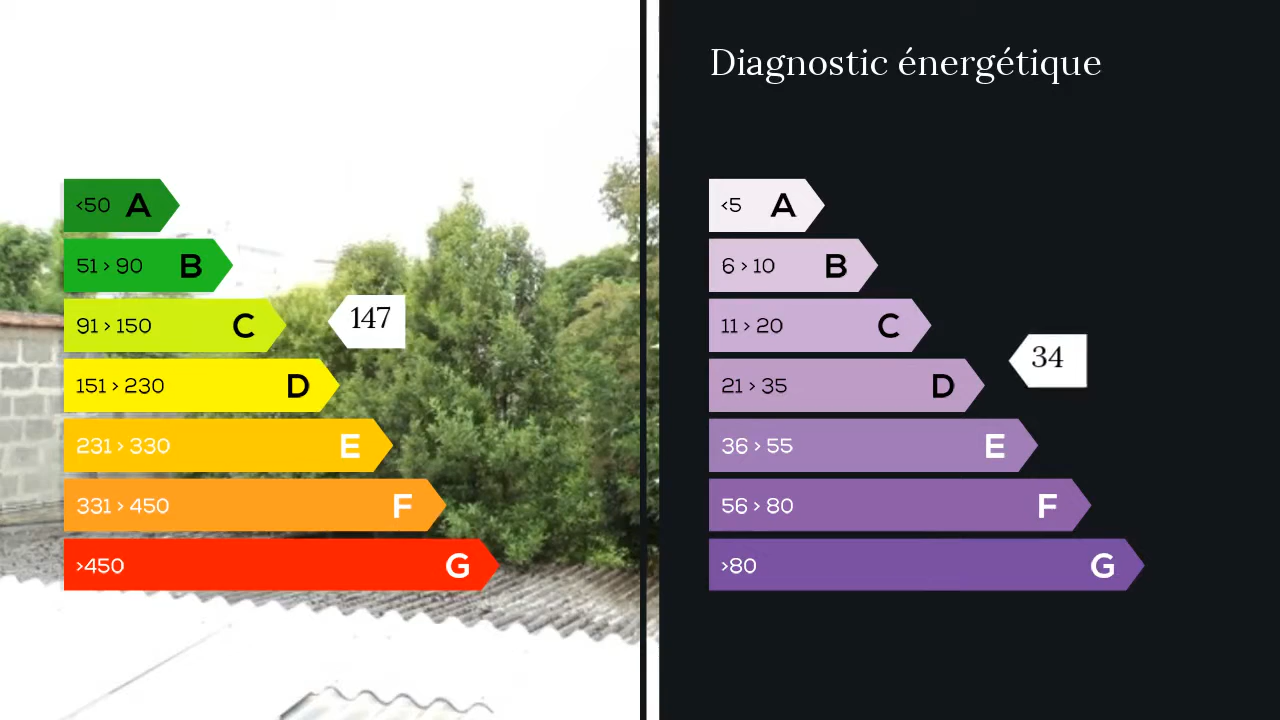 Diagnostic énergétique
<50 A
51 > 90 B
91 > 150 C
147
151 > 230 D
231 > 330 E
331 > 450 F
>450 G
<5 A
6 > 10 B
11 > 20 C
34
21 > 35 D
36 > 55 E
56 > 80 F
>80 G